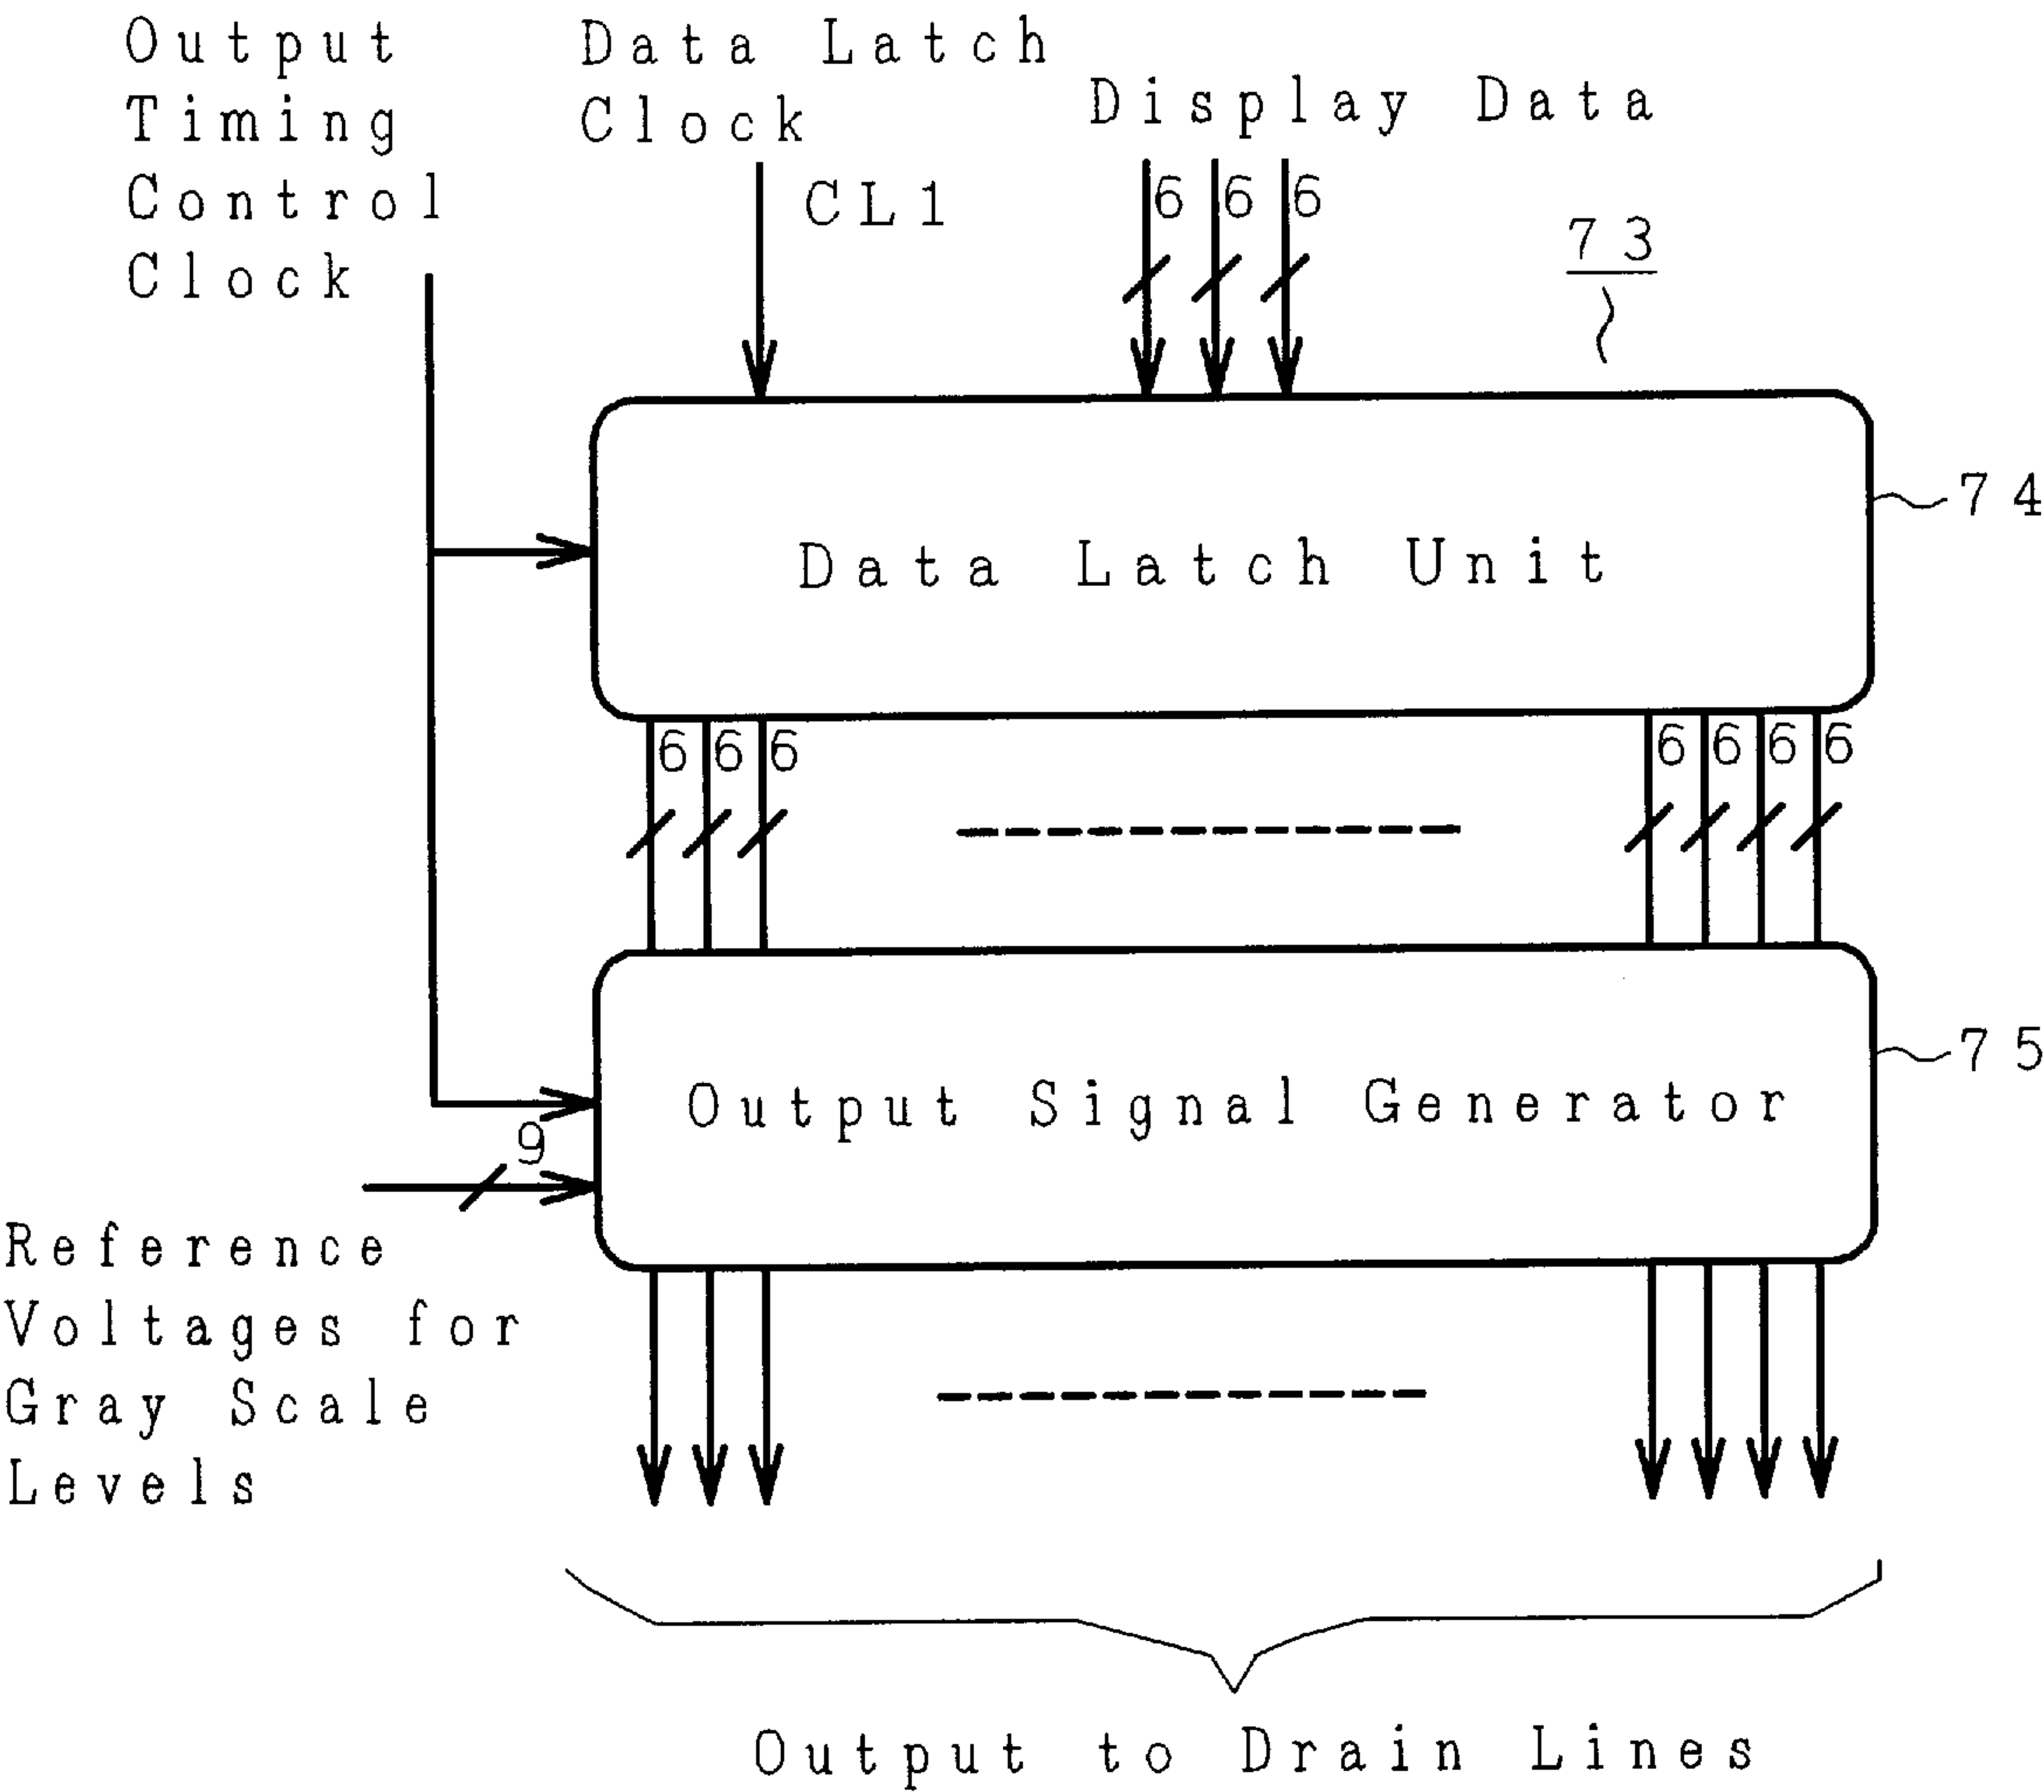 Output
Timing
Control
Clock
Data Latch
Clock
Display Data
CL1
6 6 6
73
74
Data Latch Unit
6 6 6
6 6 6 6
75
Output Signal Generator
9
Reference
Voltages for
Gray Scale
Levels
Output to Drain Lines